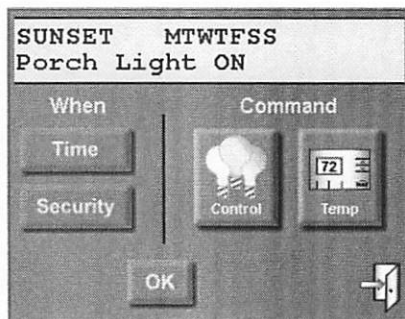 SUNSET MTWTFSS
Porch Light ON
When Command
Time
Security
72
Control Temp
OK